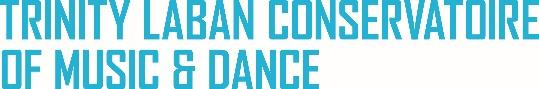 TRINITY LABAN CONSERVATOIRE
OF MUSIC & DANCE